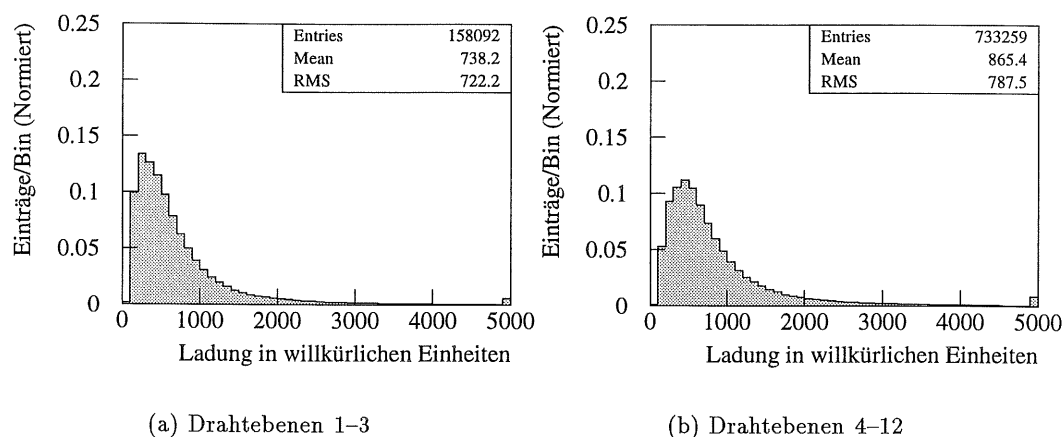 Einträge/Bin (Normiert)
0.25
0.2
0.15
0.1
0.05
0
Entries 158092
Mean 738.2
RMS 722.2
0 1000 2000 3000 4000 5000
Ladung in willkürlichen Einheiten
(a) Drahtebenen 1–3
Einträge/Bin (Normiert)
0.25
0.2
0.15
0.1
0.05
0
Entries 733259
Mean 865.4
RMS 787.5
0 1000 2000 3000 4000 5000
Ladung in willkürlichen Einheiten
(b) Drahtebenen 4–12